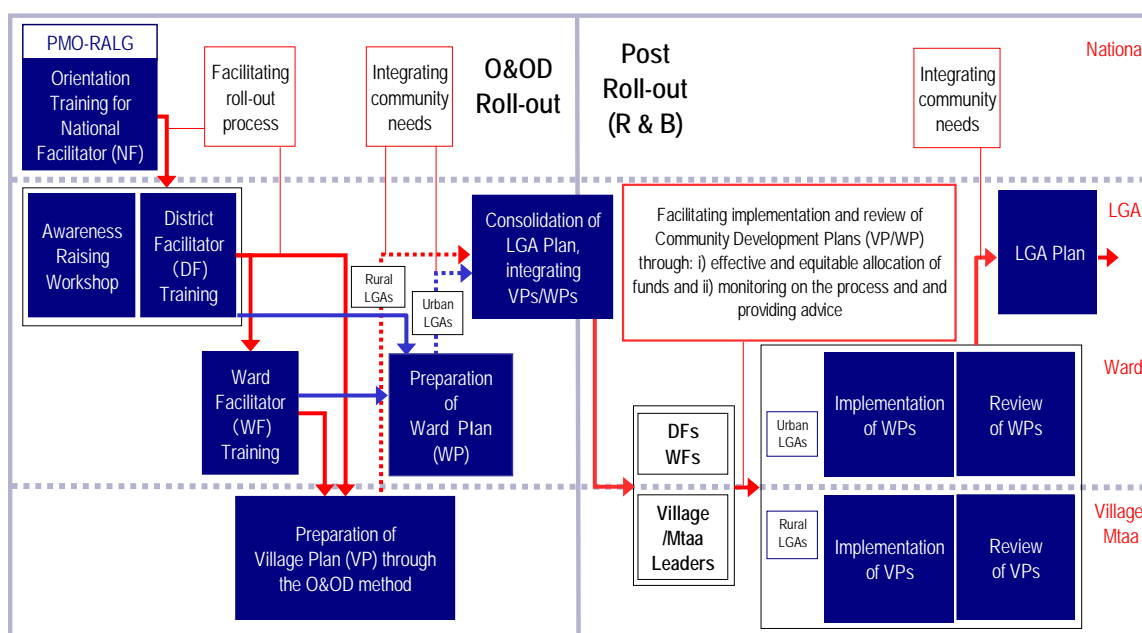 PMO-RALG
Orientation
Training for
National
Facilitator (NF)
Facilitating
roll-out
process
Integrating
community
needs
O&OD
Roll-out
Post
Roll-out
(R & B)
Integrating
community
needs
National
Awareness
Raising
Workshop
District
Facilitator
(DF)
Training
Rural
LGAs
Urban
LGAs
Consolidation of
LGA Plan,
integrating
VPs/WPs
Facilitating implementation and review of
Community Development Plans (VP/WP)
through: i) effective and equitable allocation of
funds and ii) monitoring on the process and and
providing advice
LGA Plan
LGA
Ward
Facilitator
(WF)
Training
Preparation
of
Ward Plan
(WP)
DFs
WFs
Village
/Mtaa
Leaders
Urban
LGAs
Implementation
of WPs
Review
of WPs
Ward
Preparation of
Village Plan (VP) through
the O&OD method
Rural
LGAs
Implementation
of VPs
Review
of VPs
Village
Mtaa